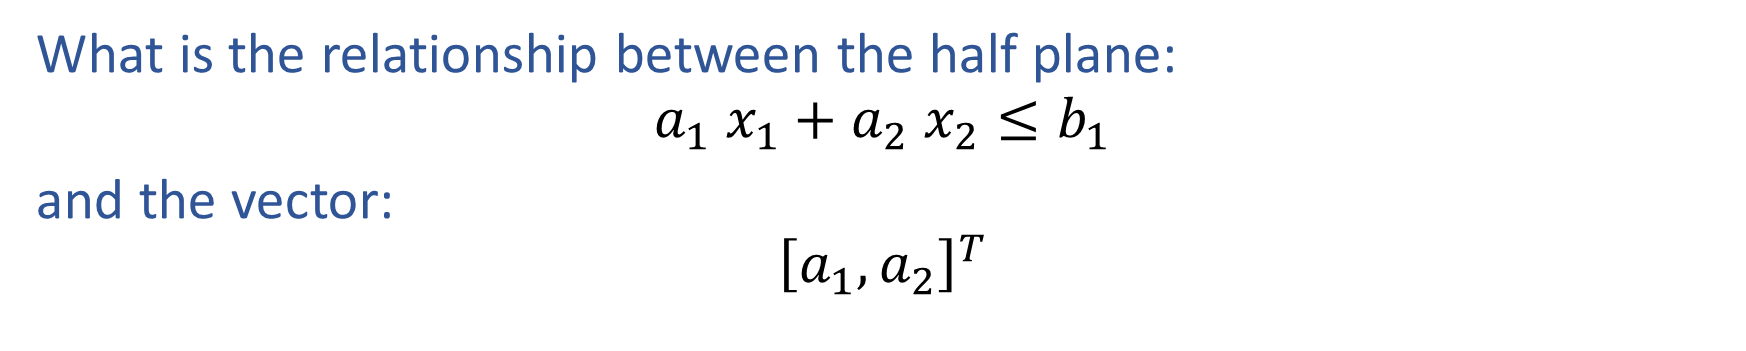 What is the relationship between the half plane:
a₁ x₁ + a₂ x₂ ≤ b₁
and the vector:
[a₁, a₂]ᵀ